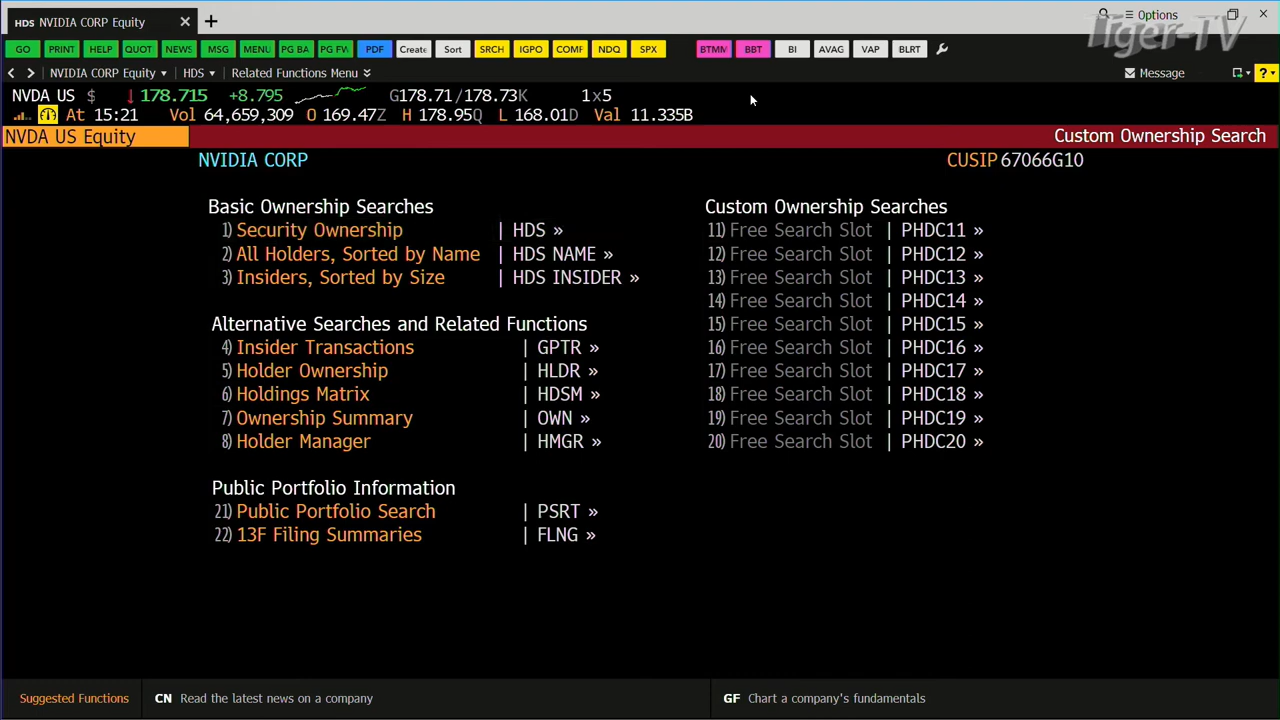 HDS NVIDIA CORP Equity × +
Options
Tiger-TV
GO PRINT HELP QUOT NEWS MSG MENU PG BA PG FW PDF Create Sort SRCH IGPO COMF NDQ SPX BTMM BBT BI AVAG VAP BLRT
NVIDIA CORP Equity HDS Related Functions Menu Message ?
NVDA US $ ↓178.715 +8.795 G178.71/178.73K 1x5
At 15:21 Vol 64,659,309 O 169.47Z H 178.95Q L 168.01D Val 11.335B
NVDA US Equity Custom Ownership Search
NVIDIA CORP CUSIP 67066G10
Basic Ownership Searches
1) Security Ownership | HDS »
2) All Holders, Sorted by Name | HDS NAME »
3) Insiders, Sorted by Size | HDS INSIDER »
Alternative Searches and Related Functions
4) Insider Transactions | GPTR »
5) Holder Ownership | HLDR »
6) Holdings Matrix | HDSM »
7) Ownership Summary | OWN »
8) Holder Manager | HMGR »
Public Portfolio Information
21) Public Portfolio Search | PSRT »
22) 13F Filing Summaries | FLNG »
Custom Ownership Searches
11) Free Search Slot | PHDC11 »
12) Free Search Slot | PHDC12 »
13) Free Search Slot | PHDC13 »
14) Free Search Slot | PHDC14 »
15) Free Search Slot | PHDC15 »
16) Free Search Slot | PHDC16 »
17) Free Search Slot | PHDC17 »
18) Free Search Slot | PHDC18 »
19) Free Search Slot | PHDC19 »
20) Free Search Slot | PHDC20 »
Suggested Functions CN Read the latest news on a company GF Chart a company's fundamentals